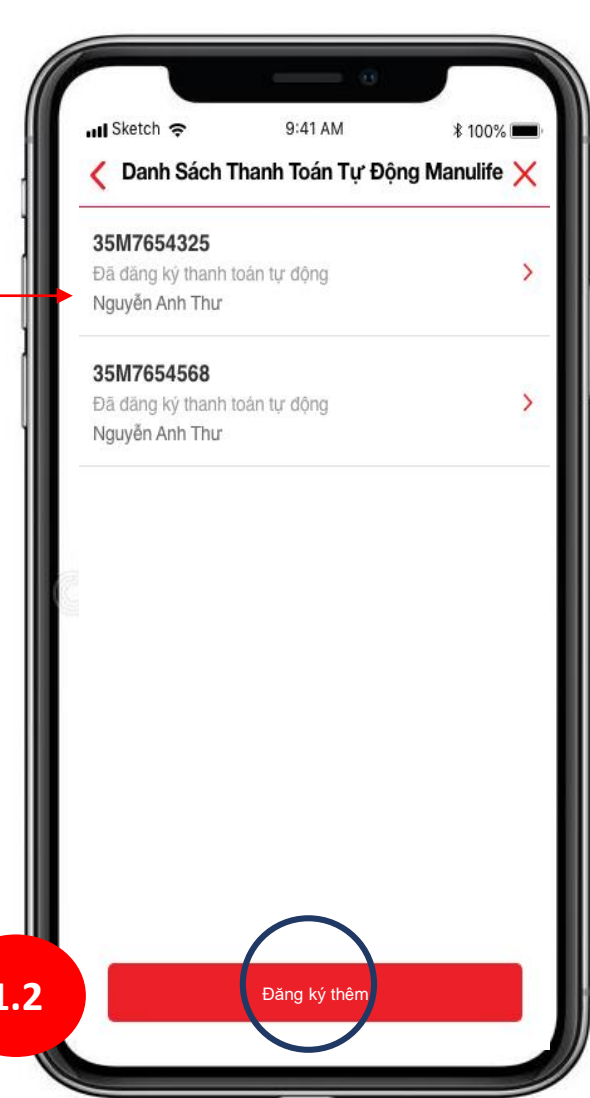 Sketch 9:41 AM 100%
Danh Sách Thanh Toán Tự Động Manulife
35M7654325
Đã đăng ký thanh toán tự động
Nguyễn Anh Thư
35M7654568
Đã đăng ký thanh toán tự động
Nguyễn Anh Thư
1.2
Đăng ký thêm